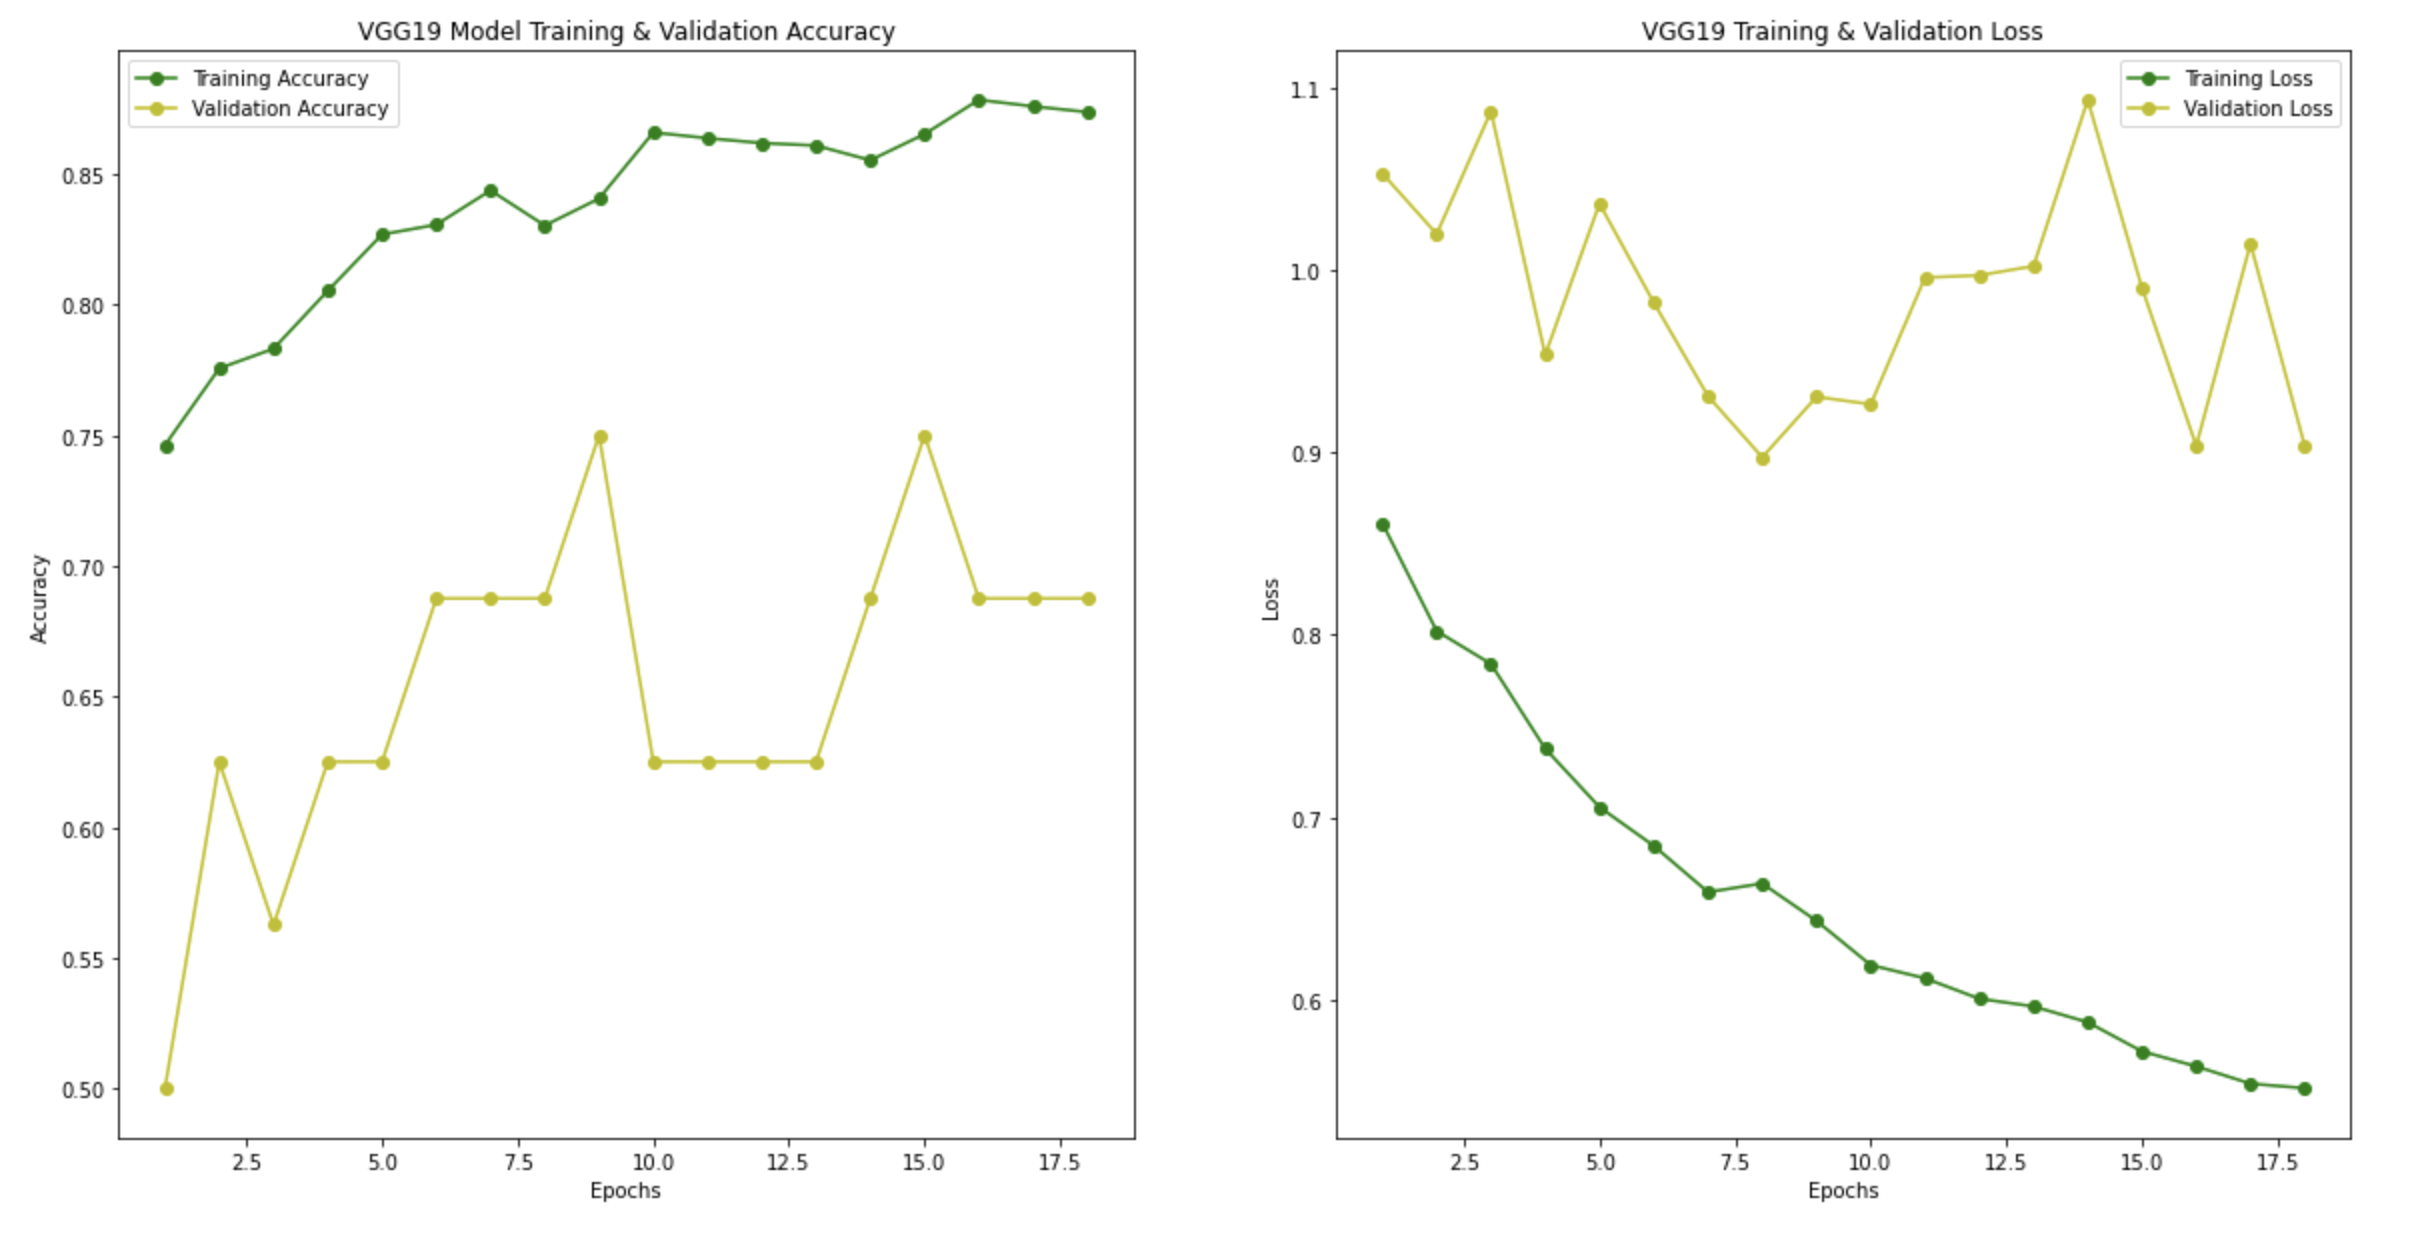 VGG19 Model Training & Validation Accuracy
Training Accuracy
Validation Accuracy
0.85
0.80
0.75
0.70
0.65
0.60
0.55
0.50
Accuracy
2.5 5.0 7.5 10.0 12.5 15.0 17.5
Epochs
VGG19 Training & Validation Loss
Training Loss
Validation Loss
1.1
1.0
0.9
0.8
0.7
0.6
Loss
2.5 5.0 7.5 10.0 12.5 15.0 17.5
Epochs